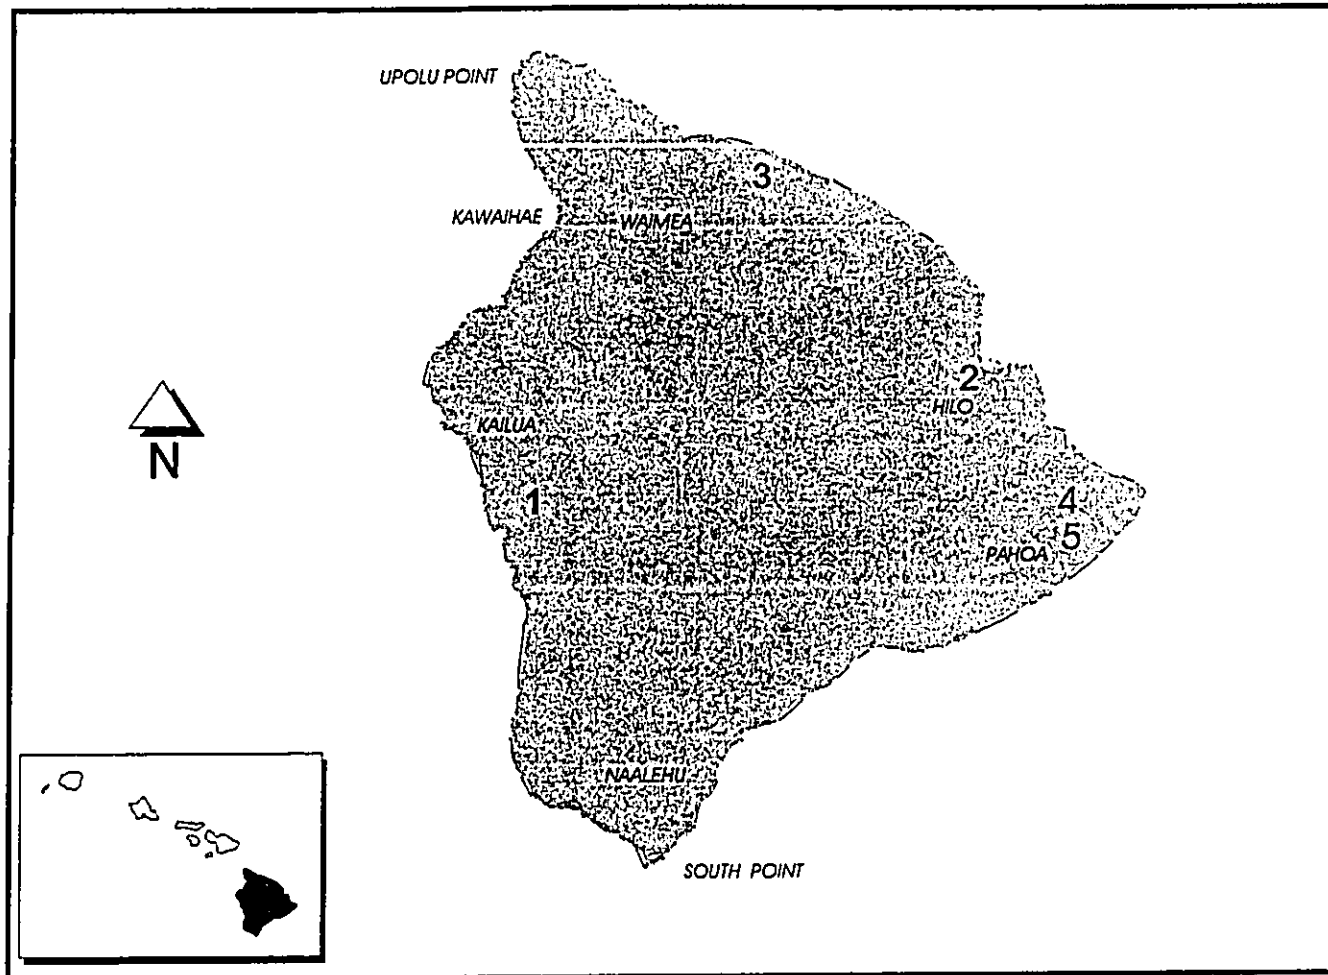 UPOLU POINT
3
KAWAIHAE
WAIMEA
2
HILO
KAILUA
N
1
4
5
PAHOA
NAALEHU
SOUTH POINT